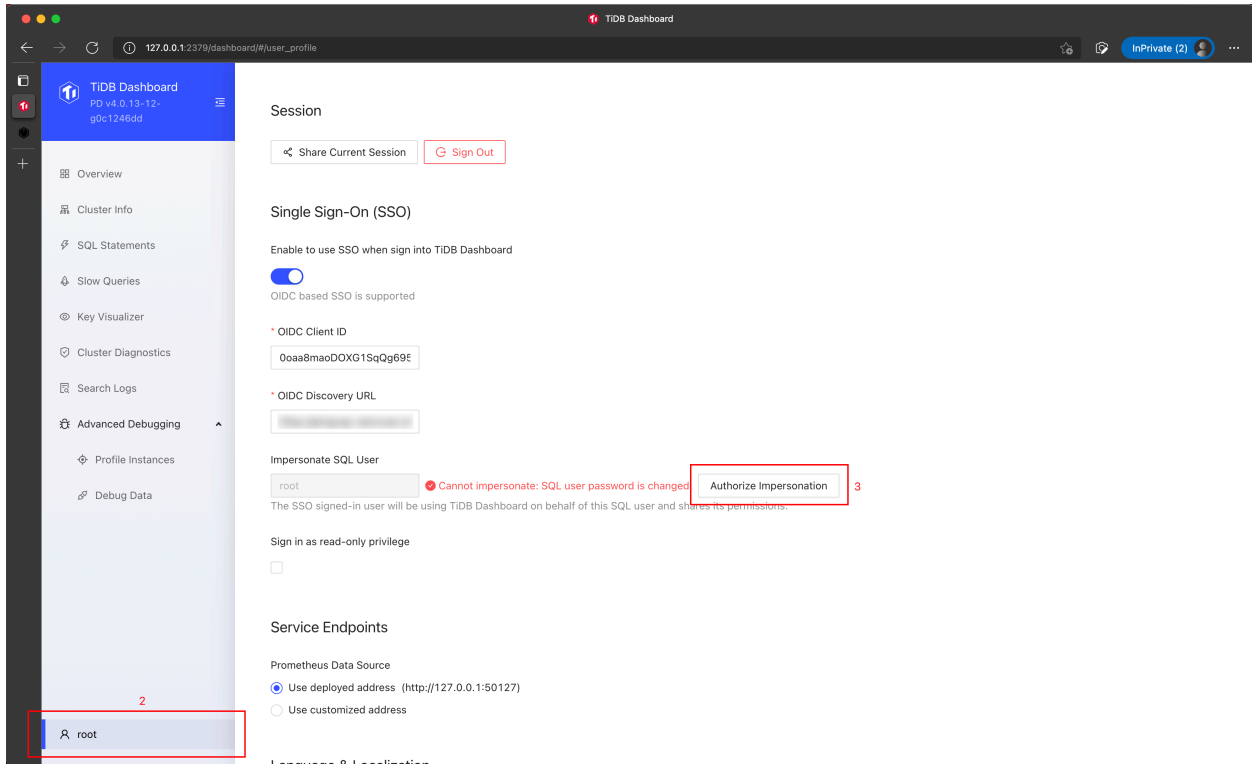 TiDB Dashboard
127.0.0.1:2379/dashboard/#/user_profile
InPrivate (2)
TiDB Dashboard
PD v4.0.13-12-
g0c1246dd
Overview
Cluster Info
SQL Statements
Slow Queries
Key Visualizer
Cluster Diagnostics
Search Logs
Advanced Debugging
Profile Instances
Debug Data
2
root
Session
Share Current Session
Sign Out
Single Sign-On (SSO)
Enable to use SSO when sign into TiDB Dashboard
OIDC based SSO is supported
* OIDC Client ID
0oaa8maoDOXG1SqQg695
* OIDC Discovery URL
Impersonate SQL User
root
Cannot impersonate: SQL user password is changed
Authorize Impersonation
3
The SSO signed-in user will be using TiDB Dashboard on behalf of this SQL user and shares its permissions.
Sign in as read-only privilege
Service Endpoints
Prometheus Data Source
Use deployed address (http://127.0.0.1:50127)
Use customized address
Language & Localization